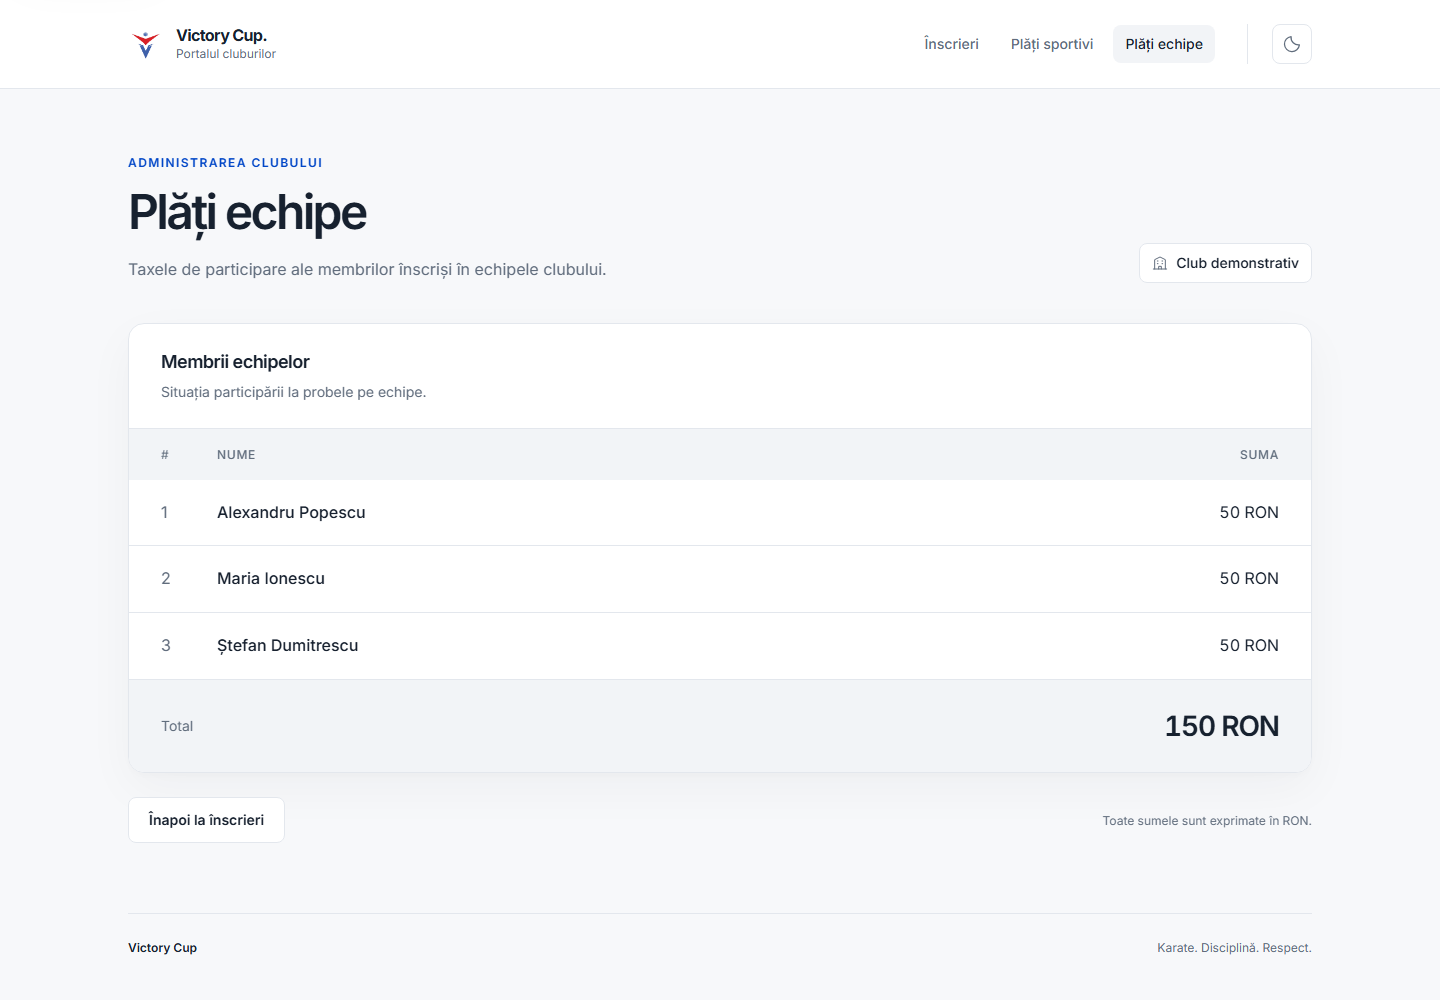 Victory Cup.
Portalul cluburilor
Înscrieri
Plăți sportivi
Plăți echipe
ADMINISTRAREA CLUBULUI
Plăți echipe
Taxele de participare ale membrilor înscriși în echipele clubului.
Club demonstrativ
Membrii echipelor
Situația participării la probele pe echipe.
# NUME SUMA
1 Alexandru Popescu 50 RON
2 Maria Ionescu 50 RON
3 Ștefan Dumitrescu 50 RON
Total 150 RON
Înapoi la înscrieri
Toate sumele sunt exprimate în RON.
Victory Cup
Karate. Disciplină. Respect.